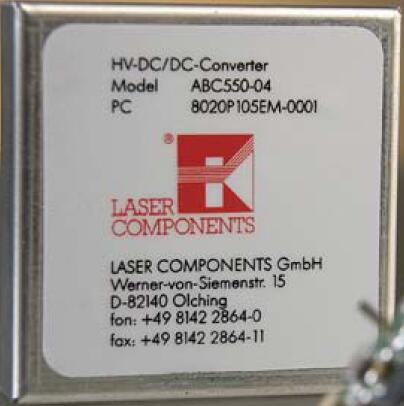 HV-DC/DC-Converter
Model ABC550-04
PC 8020P105EM-0001
®
LASER
COMPONENTS
LASER COMPONENTS GmbH
Werner-von-Siemenstr. 15
D-82140 Olching
fon: +49 8142 2864-0
fax: +49 8142 2864-11